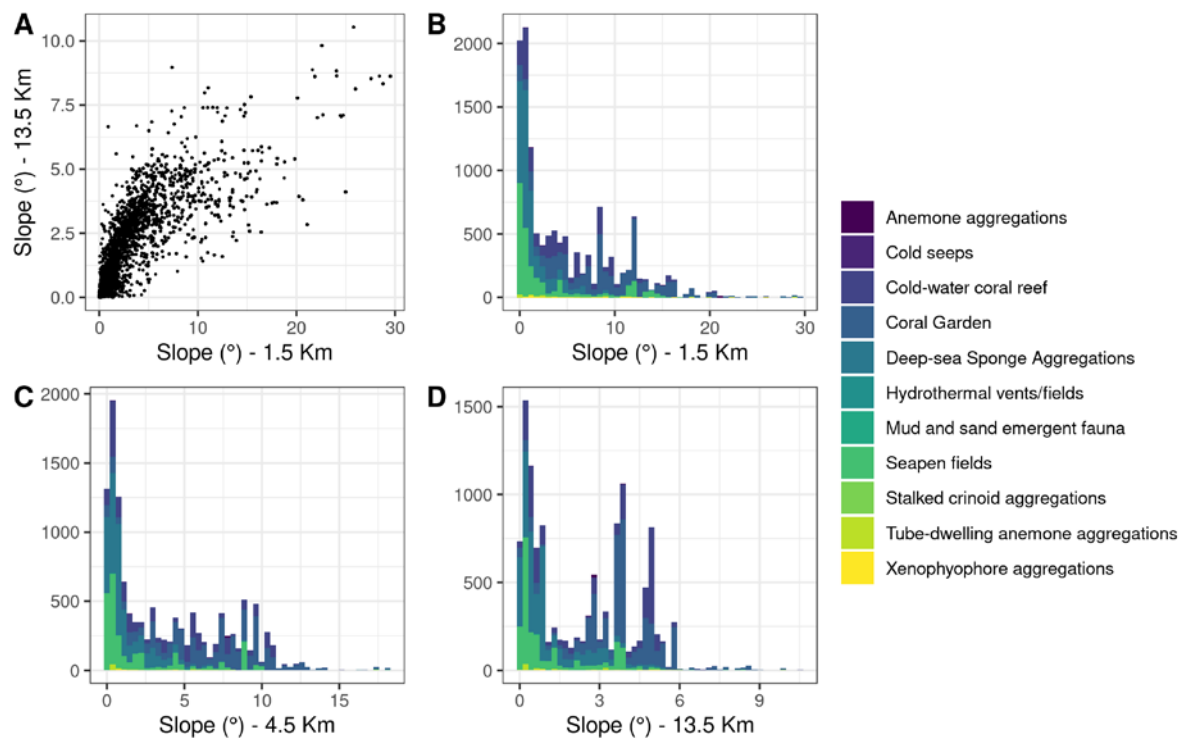 A
Slope (°) - 13.5 Km
10.0
7.5
5.0
2.5
0.0
0
10
20
30
Slope (°) - 1.5 Km
B
2000
1500
1000
500
0
0
10
20
30
Slope (°) - 1.5 Km
C
2000
1500
1000
500
0
0
5
10
15
Slope (°) - 4.5 Km
D
1500
1000
500
0
0
3
6
9
Slope (°) - 13.5 Km
Anemone aggregations
Cold seeps
Cold-water coral reef
Coral Garden
Deep-sea Sponge Aggregations
Hydrothermal vents/fields
Mud and sand emergent fauna
Seapen fields
Stalked crinoid aggregations
Tube-dwelling anemone aggregations
Xenophyophore aggregations